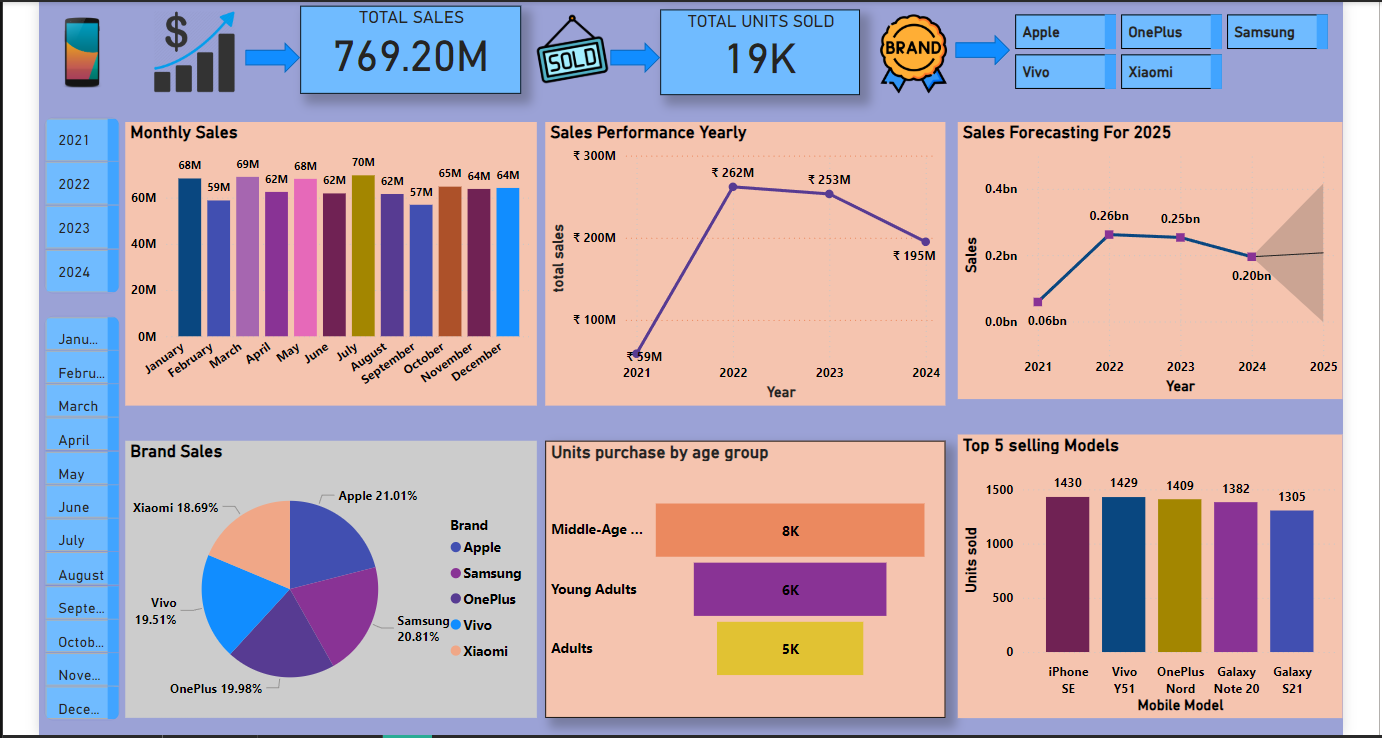 TOTAL SALES
769.20M
SOLD
TOTAL UNITS SOLD
19K
BRAND
Apple
OnePlus
Samsung
Vivo
Xiaomi
2021
2022
2023
2024
Janu...
Febru...
March
April
May
June
July
August
Septe...
Octob...
Nove...
Dece...
Monthly Sales
68M
59M
69M
62M
68M
62M
70M
62M
57M
65M
64M
64M
60M
40M
20M
0M
January
February
March
April
May
June
July
August
September
October
November
December
Sales Performance Yearly
total sales
₹ 300M
₹ 200M
₹ 100M
₹ 59M
₹ 262M
₹ 253M
₹ 195M
2021
2022
2023
2024
Year
Sales Forecasting For 2025
Sales
0.4bn
0.2bn
0.0bn
0.06bn
0.26bn
0.25bn
0.20bn
2021
2022
2023
2024
2025
Year
Brand Sales
Apple 21.01%
Samsung
20.81%
OnePlus 19.98%
Vivo
19.51%
Xiaomi 18.69%
Brand
Apple
Samsung
OnePlus
Vivo
Xiaomi
Units purchase by age group
Middle-Age ...
8K
Young Adults
6K
Adults
5K
Top 5 selling Models
Units sold
1500
1000
500
0
1430
1429
1409
1382
1305
iPhone
SE
Vivo
Y51
OnePlus
Nord
Galaxy
Note 20
Galaxy
S21
Mobile Model